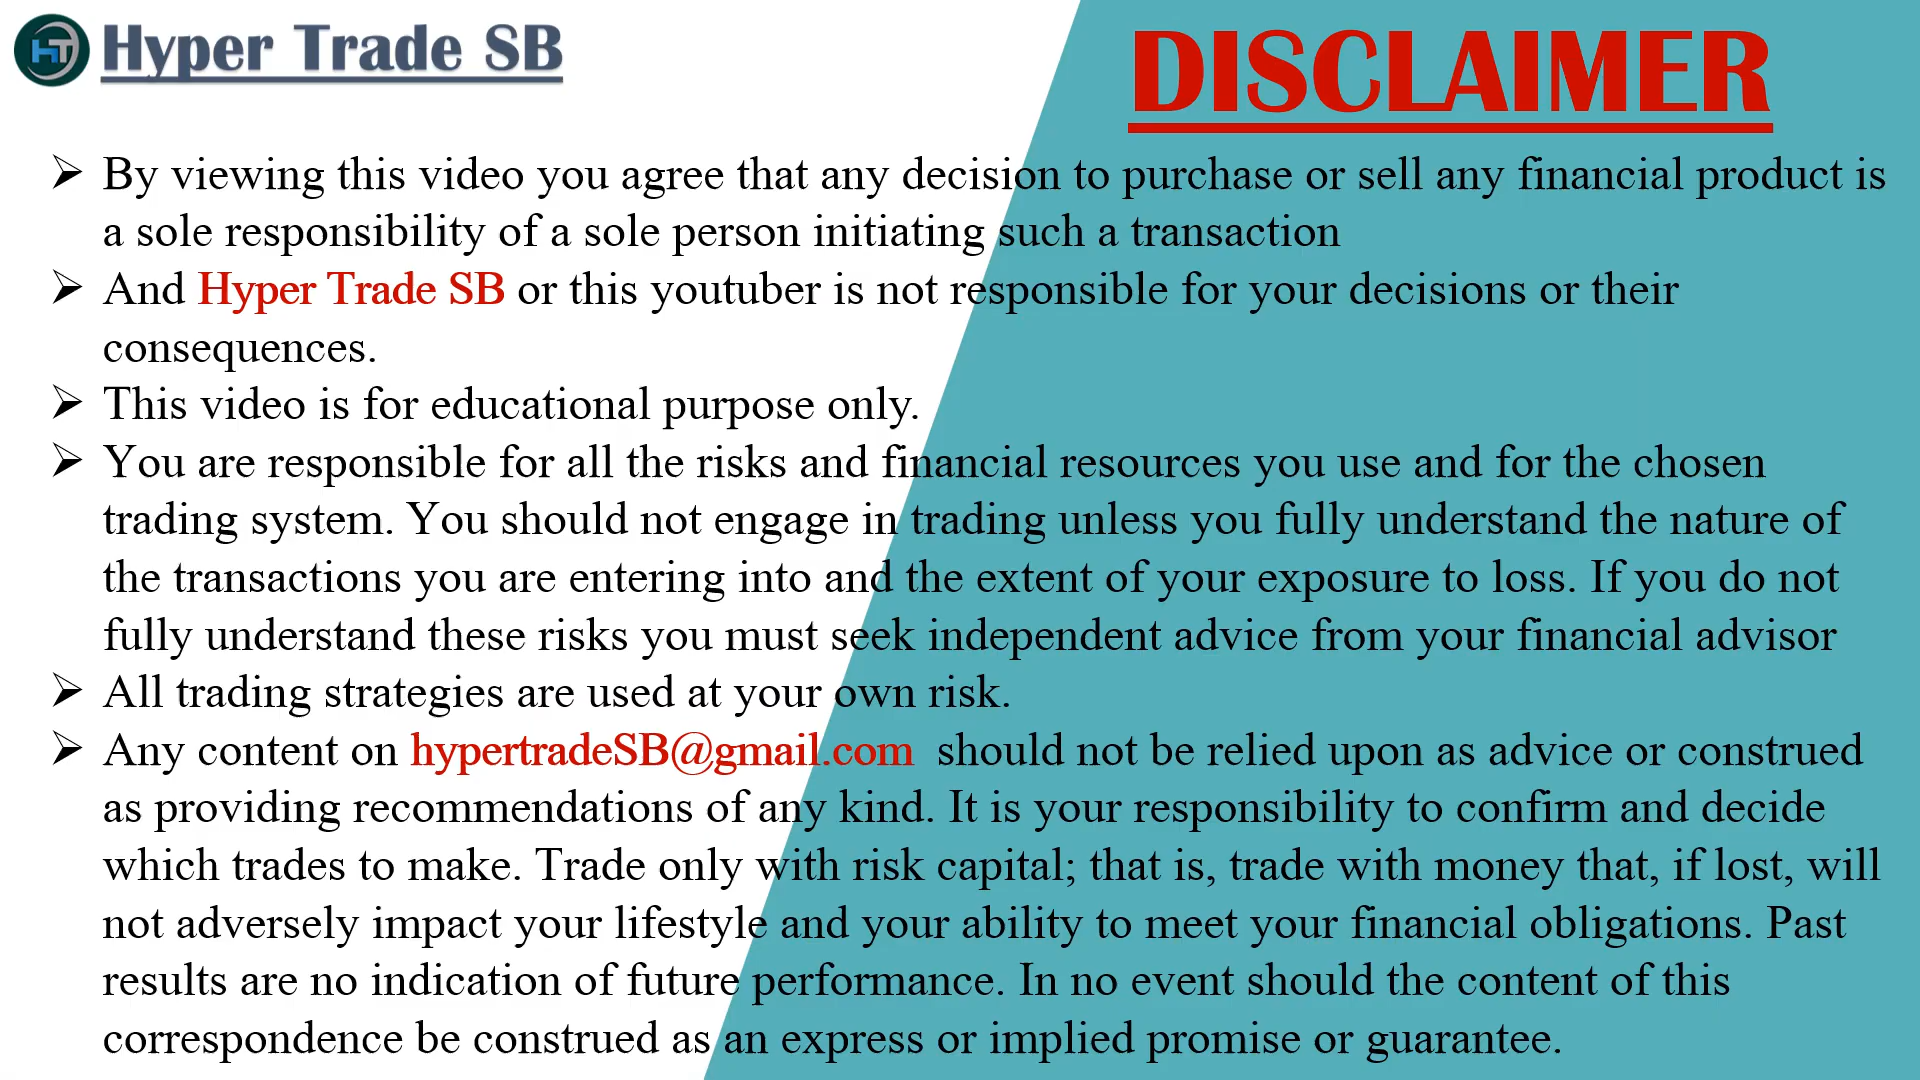 HT Hyper Trade SB
DISCLAIMER
➢ By viewing this video you agree that any decision to purchase or sell any financial product is
a sole responsibility of a sole person initiating such a transaction
➢ And Hyper Trade SB or this youtuber is not responsible for your decisions or their
consequences.
➢ This video is for educational purpose only.
➢ You are responsible for all the risks and financial resources you use and for the chosen
trading system. You should not engage in trading unless you fully understand the nature of
the transactions you are entering into and the extent of your exposure to loss. If you do not
fully understand these risks you must seek independent advice from your financial advisor
➢ All trading strategies are used at your own risk.
➢ Any content on hypertradeSB@gmail.com should not be relied upon as advice or construed
as providing recommendations of any kind. It is your responsibility to confirm and decide
which trades to make. Trade only with risk capital; that is, trade with money that, if lost, will
not adversely impact your lifestyle and your ability to meet your financial obligations. Past
results are no indication of future performance. In no event should the content of this
correspondence be construed as an express or implied promise or guarantee.